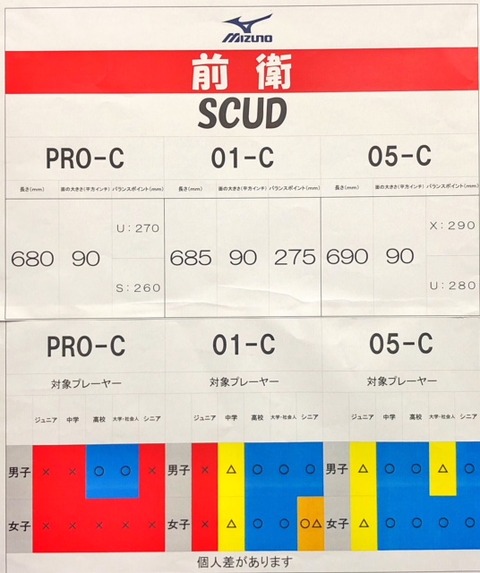 MIZUNO
前衛
SCUD
PRO-C 01-C 05-C
長さ(mm) 面の大きさ(平方インチ) バランスポイント(mm) 長さ(mm) 面の大きさ(平方インチ) バランスポイント(mm) 長さ(mm) 面の大きさ(平方インチ) バランスポイント(mm)
U:270 X:290
680 90 685 90 275 690 90
S:260 U:280
PRO-C 01-C 05-C
対象プレーヤー 対象プレーヤー 対象プレーヤー
ジュニア 中学 高校 大学・社会人 シニア ジュニア 中学 高校 大学・社会人 シニア ジュニア 中学 高校 大学・社会人 シニア
男子 × × ○ ○ × 男子 × △ ○ ○ ○ 男子 △ ○ ○ △ ○
女子 × × × × × 女子 × △ ○ ○ ○△ 女子 △ ○ ○ ○ ○
個人差があります